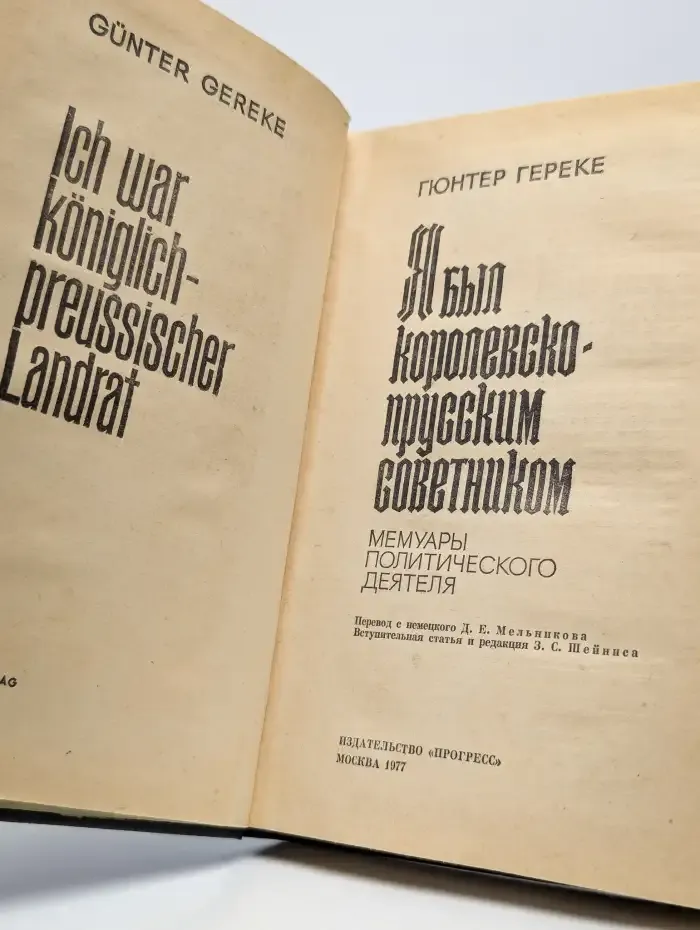 GÜNTER GEREKE
Ich war
königlich-
preussischer
Landrat
AG
ГЮНТЕР ГЕРЕКЕ
Я был
королевско-
прусским
советником
МЕМУАРЫ
ПОЛИТИЧЕСКОГО
ДЕЯТЕЛЯ
Перевод с немецкого Д. Е. Мельникова
Вступительная статья и редакция З. С. Шейниса
ИЗДАТЕЛЬСТВО «ПРОГРЕСС»
МОСКВА 1977